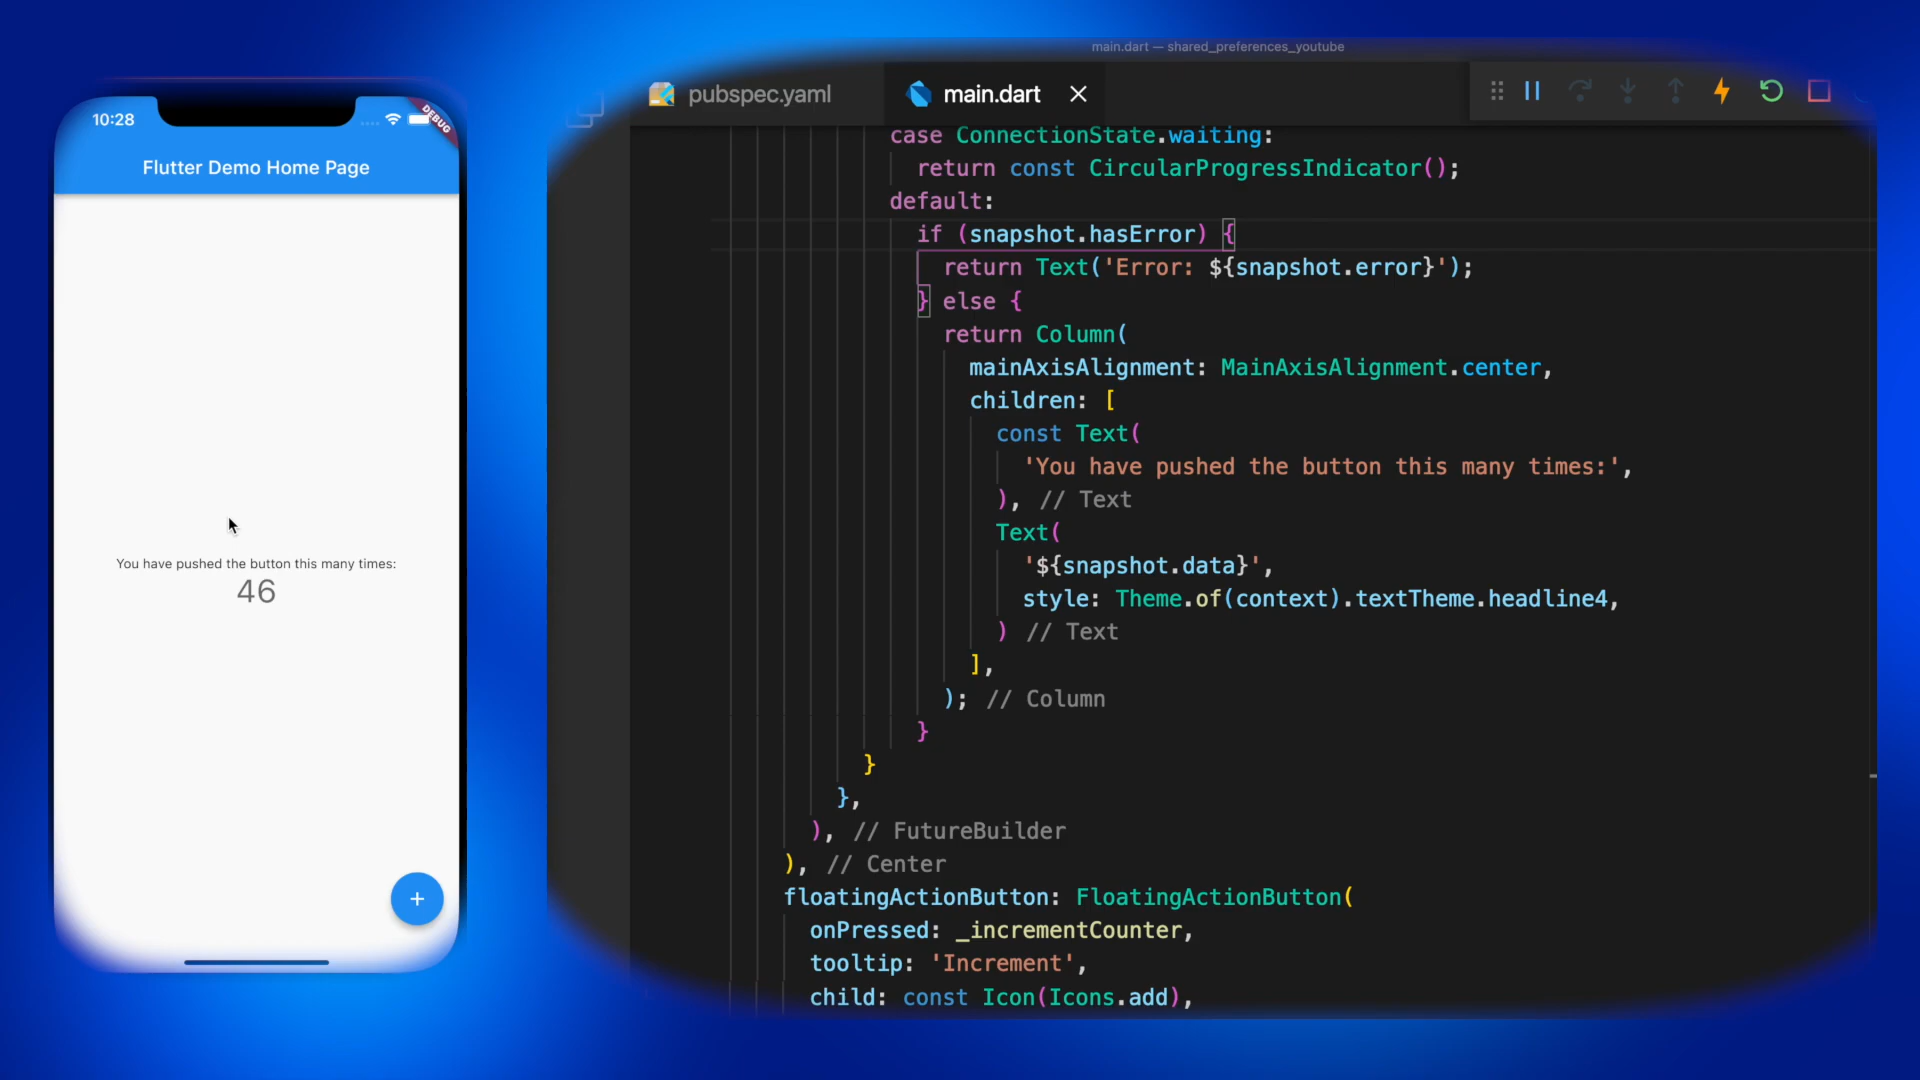 main.dart — shared_preferences_youtube
pubspec.yaml
main.dart
10:28
DEBUG
Flutter Demo Home Page
You have pushed the button this many times:
46
+
case ConnectionState.waiting:
return const CircularProgressIndicator();
default:
if (snapshot.hasError) {
return Text('Error: ${snapshot.error}');
} else {
return Column(
mainAxisAlignment: MainAxisAlignment.center,
children: [
const Text(
'You have pushed the button this many times:',
), // Text
Text(
'${snapshot.data}',
style: Theme.of(context).textTheme.headline4,
) // Text
],
); // Column
}
}
},
), // FutureBuilder
), // Center
floatingActionButton: FloatingActionButton(
onPressed: _incrementCounter,
tooltip: 'Increment',
child: const Icon(Icons.add),